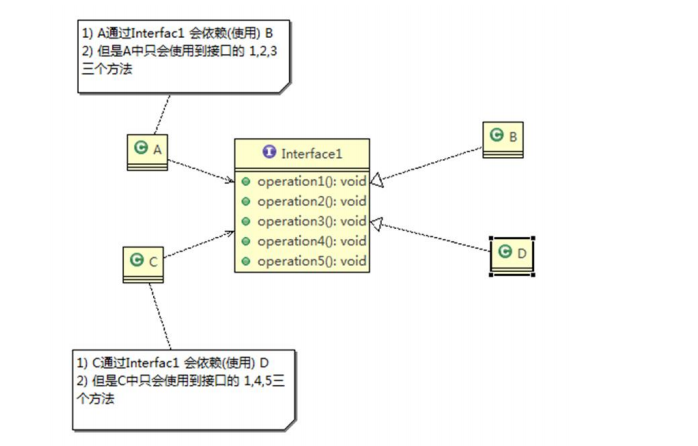 1) A通过Interfac1 会依赖(使用) B
2) 但是A中只会使用到接口的 1,2,3
三个方法
A
Interface1
B
operation1(): void
operation2(): void
operation3(): void
operation4(): void
operation5(): void
C
D
1) C通过Interfac1 会依赖(使用) D
2) 但是C中只会使用到接口的 1,4,5三
个方法